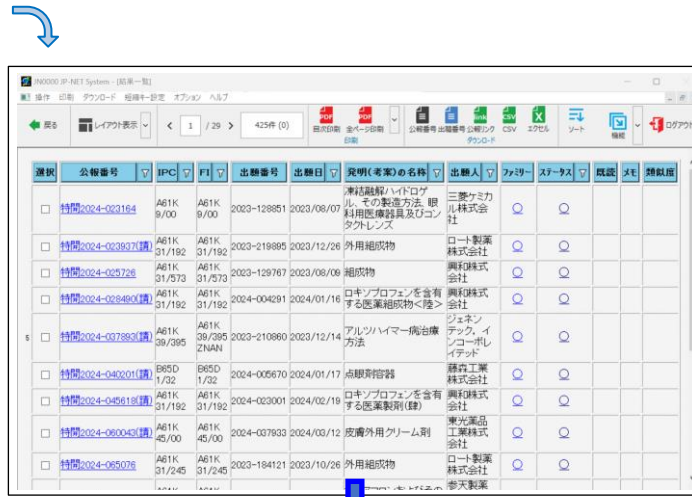 JN0000 JP-NET System - [結果一覧]
操作 印刷 ダウンロード 短縮キー設定 オプション ヘルプ
戻る レイアウト表示 1 / 29 425件 (0) PDF 目次印刷 PDF 全ページ印刷 公報番号 出願番号 link 公報リンク CSV CSV X エクセル ソート 機能 ログアウト
印刷 ダウンロード
選択 公報番号 IPC FI 出願番号 出願日 発明(考案)の名称 出願人 ファミリー ステータス 既読 メモ 類似度
特開2024-023164 A61K 9/00 A61K 9/00 2023-128851 2023/08/07 凍結融解ハイドロゲル、その製造方法、眼科用医療器具及びコンタクトレンズ 三菱ケミカル株式会社 ○ ○
特開2024-023937(請) A61K 31/192 A61K 31/192 2023-219895 2023/12/26 外用組成物 ロート製薬株式会社 ○ ○
特開2024-025726 A61K 31/573 A61K 31/573 2023-129767 2023/08/09 組成物 興和株式会社 ○ ○
特開2024-028490(請) A61K 31/192 A61K 31/192 2024-004291 2024/01/16 ロキソプロフェンを含有する医薬組成物<陸> 興和株式会社 ○ ○
5 特開2024-037893(請) A61K 39/395 A61K 39/395 ZNAN 2023-210860 2023/12/14 アルツハイマー病治療方法 ジェネンテック、インコーポレイテッド ○ ○
特開2024-040201(請) B65D 1/32 B65D 1/32 2024-005670 2024/01/17 点眼剤容器 藤森工業株式会社 ○ ○
特開2024-045618(請) A61K 31/192 A61K 31/192 2024-023001 2024/02/19 ロキソプロフェンを含有する医薬製剤(肆) 興和株式会社 ○ ○
特開2024-060043(請) A61K 45/00 A61K 45/00 2024-037933 2024/03/12 皮膚外用クリーム剤 東光薬品工業株式会社 ○ ○
特開2024-065076 A61K 31/245 A61K 31/245 2023-184121 2023/10/26 外用組成物 ロート製薬株式会社 ○ ○
参天製薬